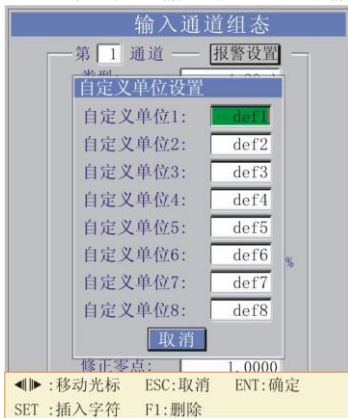 输入通道组态
第 1 通道 报警设置
自定义单位设置
自定义单位1: def1
自定义单位2: def2
自定义单位3: def3
自定义单位4: def4
自定义单位5: def5
自定义单位6: def6 %
自定义单位7: def7
自定义单位8: def8
取消
修正零点: 1.0000
◀▶:移动光标 ESC:取消 ENT:确定
SET :插入字符 F1:删除